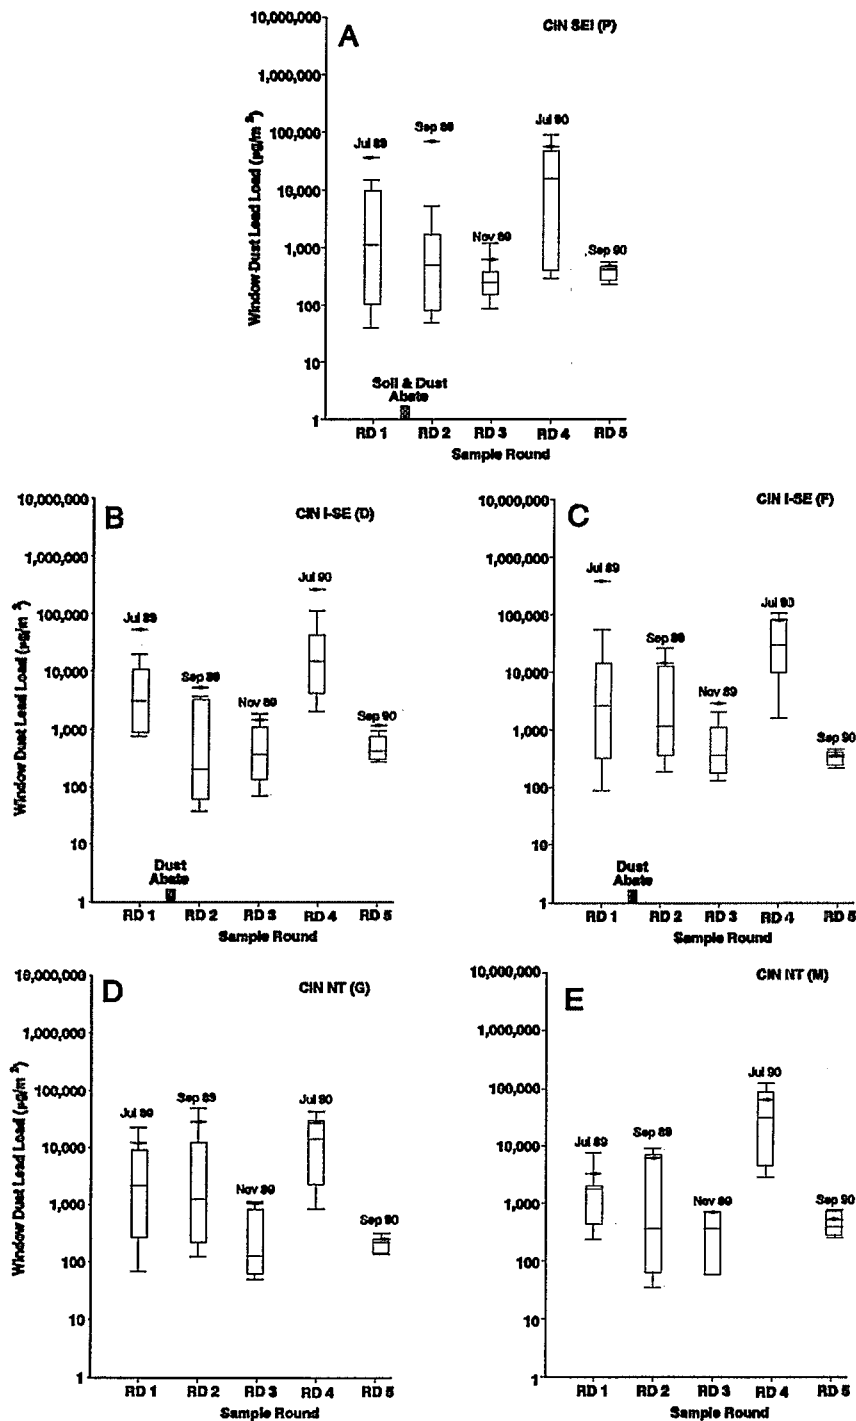 A
CIN SEI (P)
Window Dust Lead Load (µg/m²)
10,000,000
1,000,000
100,000
10,000
1,000
100
10
1
Jul 89
Sep 89
Nov 89
Jul 90
Sep 90
Soil & Dust
Abate
RD 1 RD 2 RD 3 RD 4 RD 5
Sample Round
B
CIN I-SE (D)
Window Dust Lead Load (µg/m²)
10,000,000
1,000,000
100,000
10,000
1,000
100
10
1
Jul 89
Sep 89
Nov 89
Jul 90
Sep 90
Dust
Abate
RD 1 RD 2 RD 3 RD 4 RD 5
Sample Round
C
CIN I-SE (F)
10,000,000
1,000,000
100,000
10,000
1,000
100
10
1
Jul 89
Sep 89
Nov 89
Jul 90
Sep 90
Dust
Abate
RD 1 RD 2 RD 3 RD 4 RD 5
Sample Round
D
CIN NT (G)
Window Dust Lead Load (µg/m²)
10,000,000
1,000,000
100,000
10,000
1,000
100
10
1
Jul 89
Sep 89
Nov 89
Jul 90
Sep 90
RD 1 RD 2 RD 3 RD 4 RD 5
Sample Round
E
CIN NT (M)
10,000,000
1,000,000
100,000
10,000
1,000
100
10
1
Jul 89
Sep 89
Nov 89
Jul 90
Sep 90
RD 1 RD 2 RD 3 RD 4 RD 5
Sample Round